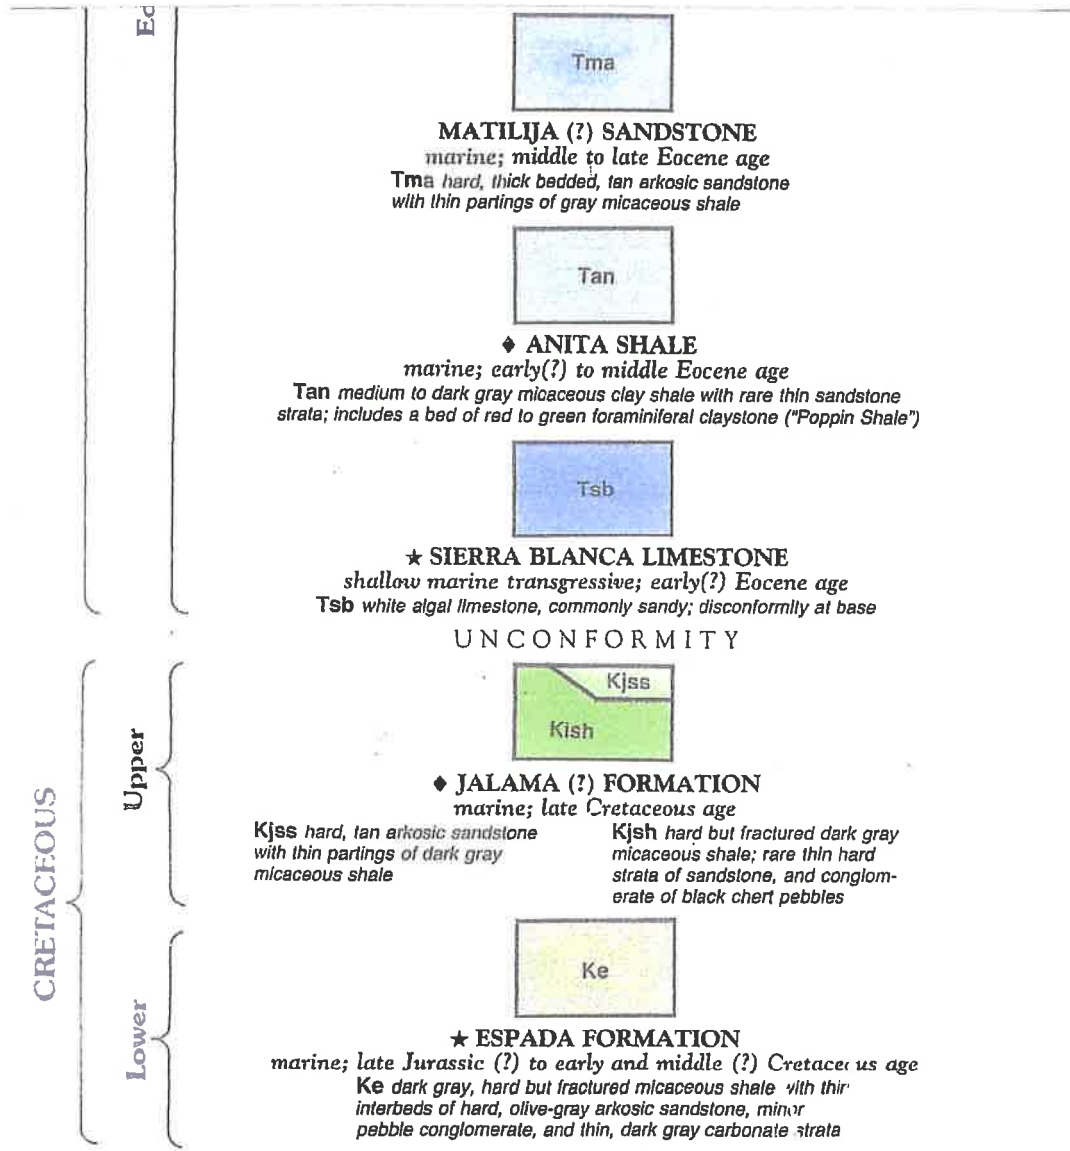 Tma
MATILIJA (?) SANDSTONE
marine; middle to late Eocene age
Tma hard, thick bedded, tan arkosic sandstone
with thin partings of gray micaceous shale
Tan
♦ ANITA SHALE
marine; early(?) to middle Eocene age
Tan medium to dark gray micaceous clay shale with rare thin sandstone
strata; includes a bed of red to green foraminiferal claystone ("Poppin Shale")
Tsb
★ SIERRA BLANCA LIMESTONE
shallow marine transgressive; early(?) Eocene age
Tsb white algal limestone, commonly sandy; disconformity at base
UNCONFORMITY
CRETACEOUS
Upper
Kjss
Kjsh
♦ JALAMA (?) FORMATION
marine; late Cretaceous age
Kjss hard, tan arkosic sandstone
with thin partings of dark gray
micaceous shale
Kjsh hard but fractured dark gray
micaceous shale; rare thin hard
strata of sandstone, and conglom-
erate of black chert pebbles
Lower
Ke
★ ESPADA FORMATION
marine; late Jurassic (?) to early and middle (?) Cretaceous age
Ke dark gray, hard but fractured micaceous shale with thin
interbeds of hard, olive-gray arkosic sandstone, minor
pebble conglomerate, and thin, dark gray carbonate strata